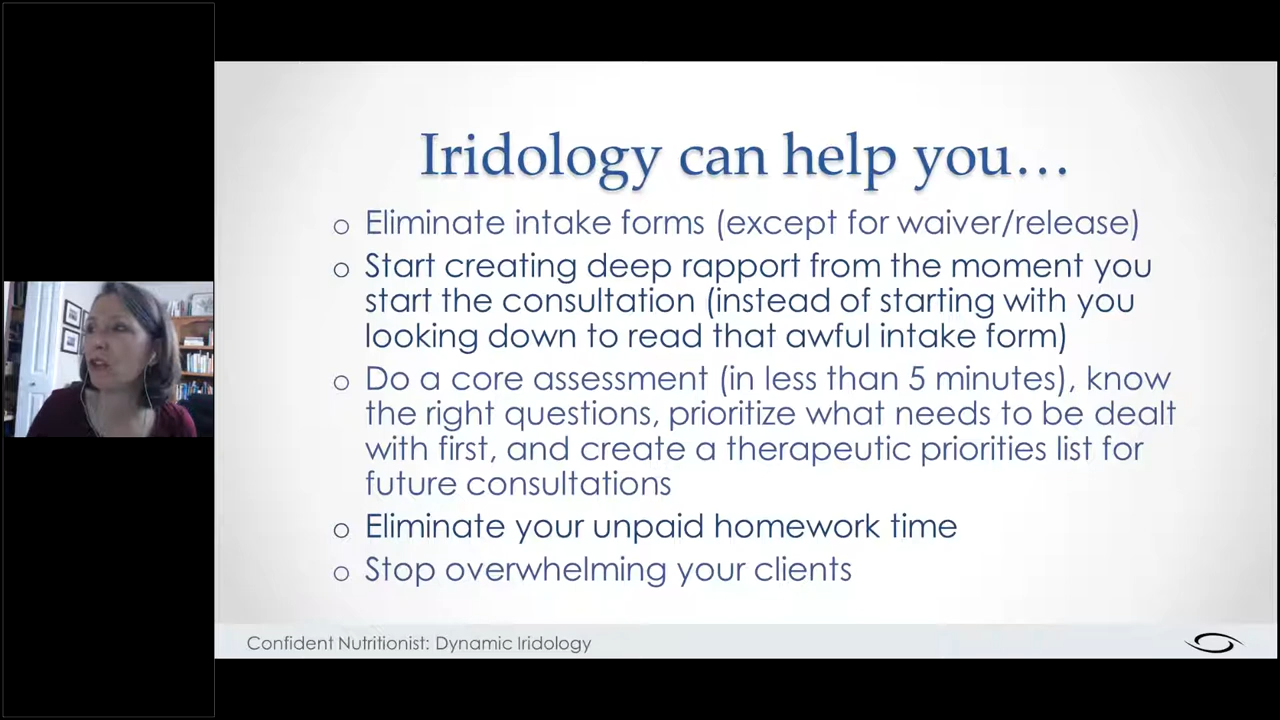 Iridology can help you…
o Eliminate intake forms (except for waiver/release)
o Start creating deep rapport from the moment you
start the consultation (instead of starting with you
looking down to read that awful intake form)
o Do a core assessment (in less than 5 minutes), know
the right questions, prioritize what needs to be dealt
with first, and create a therapeutic priorities list for
future consultations
o Eliminate your unpaid homework time
o Stop overwhelming your clients
Confident Nutritionist: Dynamic Iridology